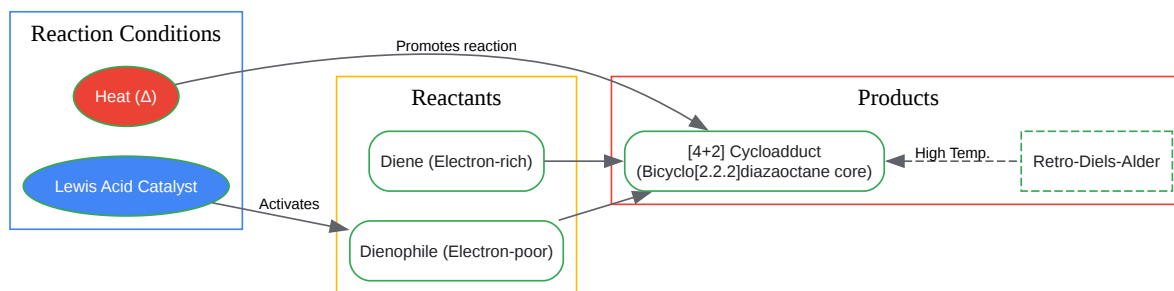 Reaction Conditions
Heat (Δ)
Lewis Acid Catalyst
Promotes reaction
Activates
Reactants
Diene (Electron-rich)
Dienophile (Electron-poor)
Products
[4+2] Cycloadduct
(Bicyclo[2.2.2]diazaoctane core)
High Temp.
Retro-Diels-Alder